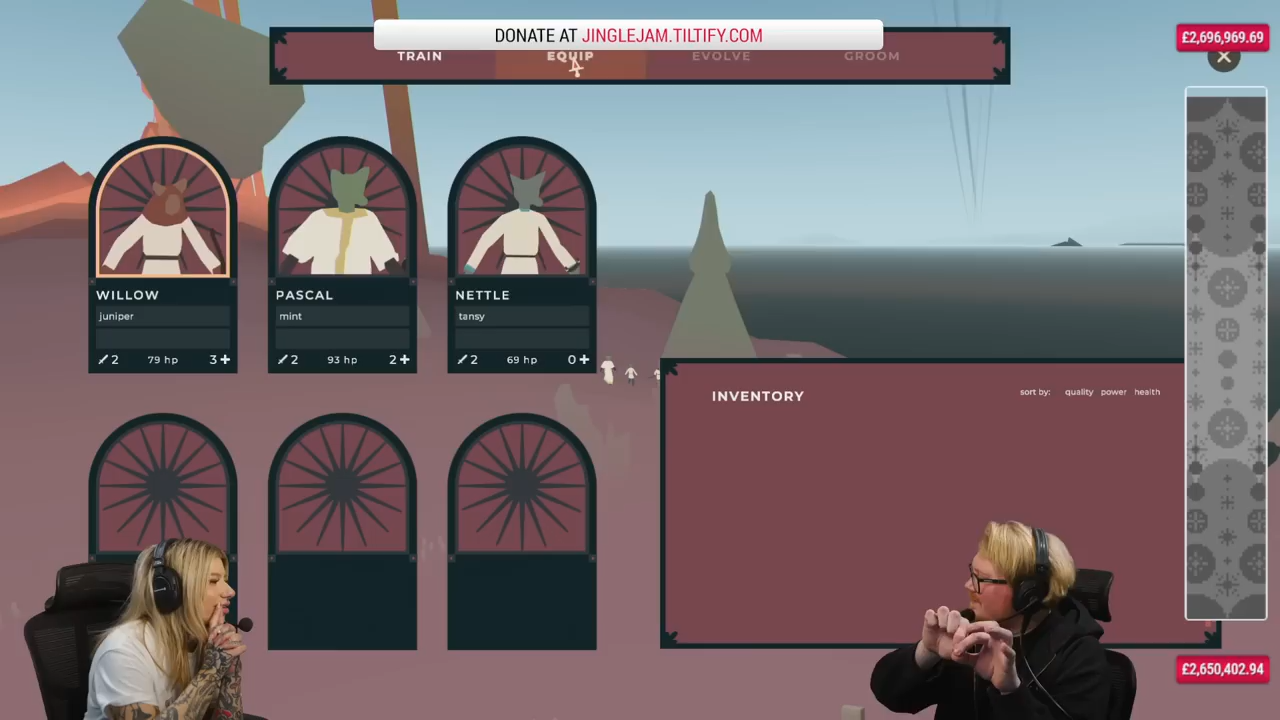 DONATE AT JINGLEJAM.TILTIFY.COM
£2,696,969.69
TRAIN EQUIP EVOLVE GROOM
WILLOW
juniper
2 79 hp 3
PASCAL
mint
2 93 hp 2
NETTLE
tansy
2 69 hp 0
INVENTORY
sort by: quality power health
£2,650,402.94